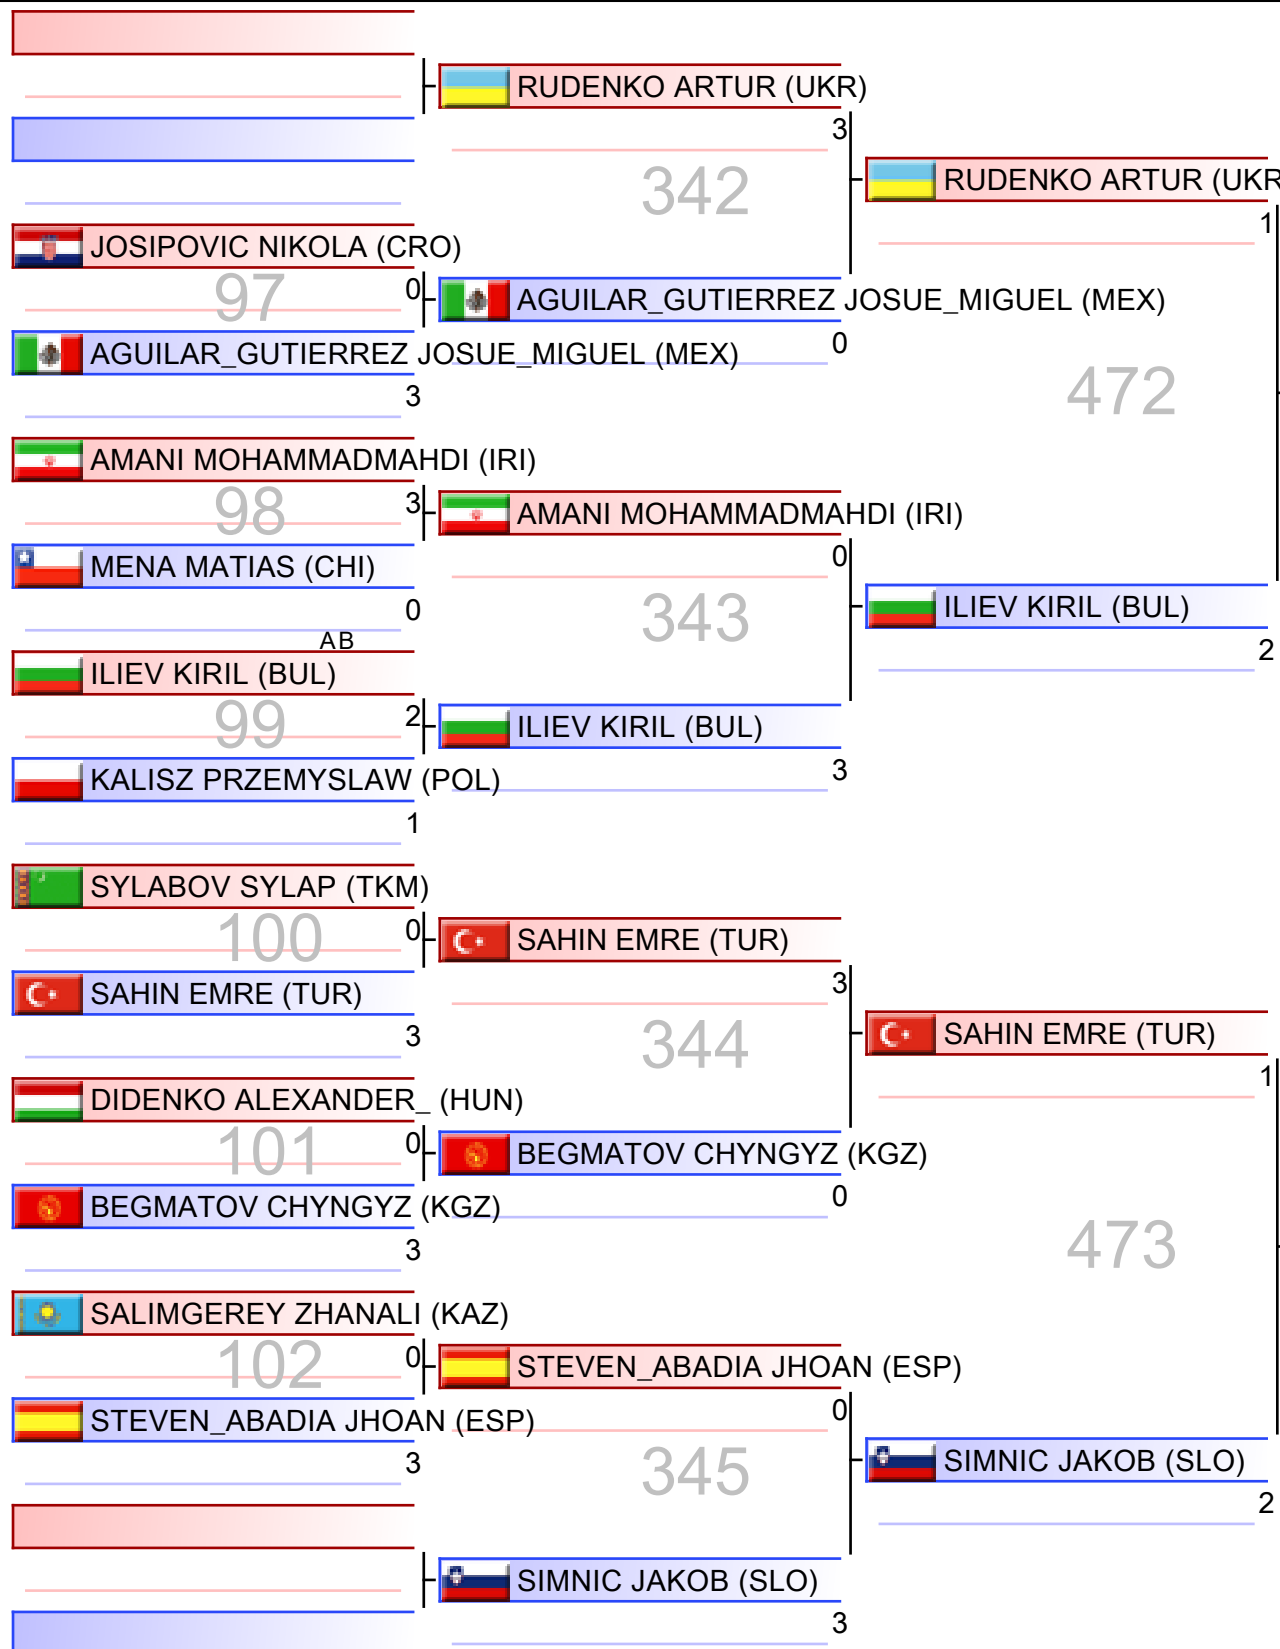 RUDENKO ARTUR (UKR)
3
342
RUDENKO ARTUR (UKR
1
JOSIPOVIC NIKOLA (CRO)
97
0
AGUILAR_GUTIERREZ JOSUE_MIGUEL (MEX)
0
AGUILAR_GUTIERREZ JOSUE_MIGUEL (MEX)
3
472
AMANI MOHAMMADMAHDI (IRI)
98
3
AMANI MOHAMMADMAHDI (IRI)
0
MENA MATIAS (CHI)
0
343
ILIEV KIRIL (BUL)
2
AB
ILIEV KIRIL (BUL)
99
2
ILIEV KIRIL (BUL)
3
KALISZ PRZEMYSLAW (POL)
1
SYLABOV SYLAP (TKM)
100
0
SAHIN EMRE (TUR)
3
SAHIN EMRE (TUR)
3
344
SAHIN EMRE (TUR)
1
DIDENKO ALEXANDER_ (HUN)
101
0
BEGMATOV CHYNGYZ (KGZ)
0
BEGMATOV CHYNGYZ (KGZ)
3
473
SALIMGEREY ZHANALI (KAZ)
102
0
STEVEN_ABADIA JHOAN (ESP)
0
STEVEN_ABADIA JHOAN (ESP)
3
345
SIMNIC JAKOB (SLO)
2
SIMNIC JAKOB (SLO)
3